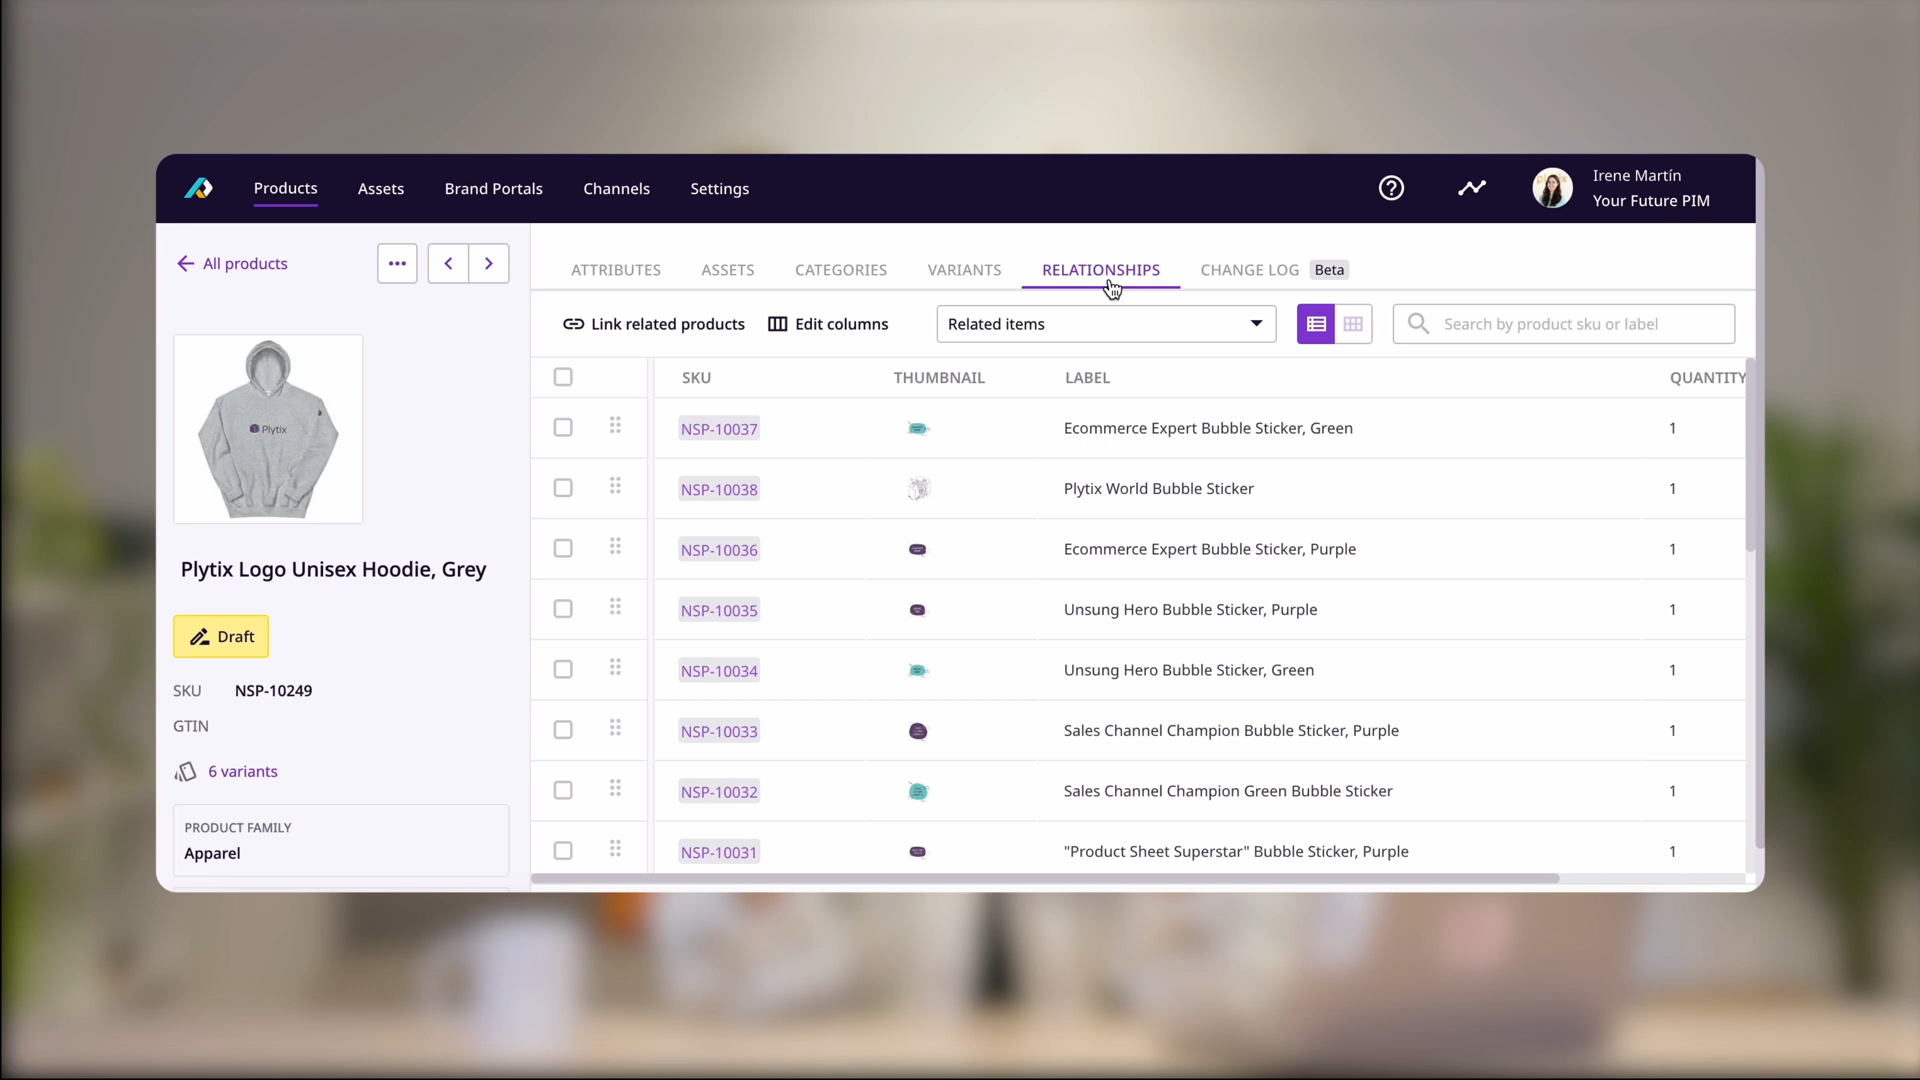 Products
Assets
Brand Portals
Channels
Settings
Irene Martín
Your Future PIM
All products
Plytix
Plytix Logo Unisex Hoodie, Grey
Draft
SKU NSP-10249
GTIN
6 variants
PRODUCT FAMILY
Apparel
ATTRIBUTES
ASSETS
CATEGORIES
VARIANTS
RELATIONSHIPS
CHANGE LOG
Beta
Link related products
Edit columns
Related items
Search by product sku or label
SKU THUMBNAIL LABEL QUANTITY
NSP-10037 Ecommerce Expert Bubble Sticker, Green 1
NSP-10038 Plytix World Bubble Sticker 1
NSP-10036 Ecommerce Expert Bubble Sticker, Purple 1
NSP-10035 Unsung Hero Bubble Sticker, Purple 1
NSP-10034 Unsung Hero Bubble Sticker, Green 1
NSP-10033 Sales Channel Champion Bubble Sticker, Purple 1
NSP-10032 Sales Channel Champion Green Bubble Sticker 1
NSP-10031 "Product Sheet Superstar" Bubble Sticker, Purple 1